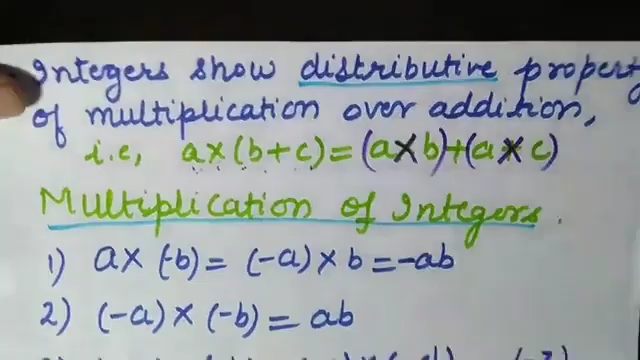 Integers show distributive property
of multiplication over addition,
i.e, a×(b+c)=(a×b)+(a×c)
Multiplication of Integers.
1) a×(-b)=(-a)×b=-ab
2) (-a)×(-b)=ab